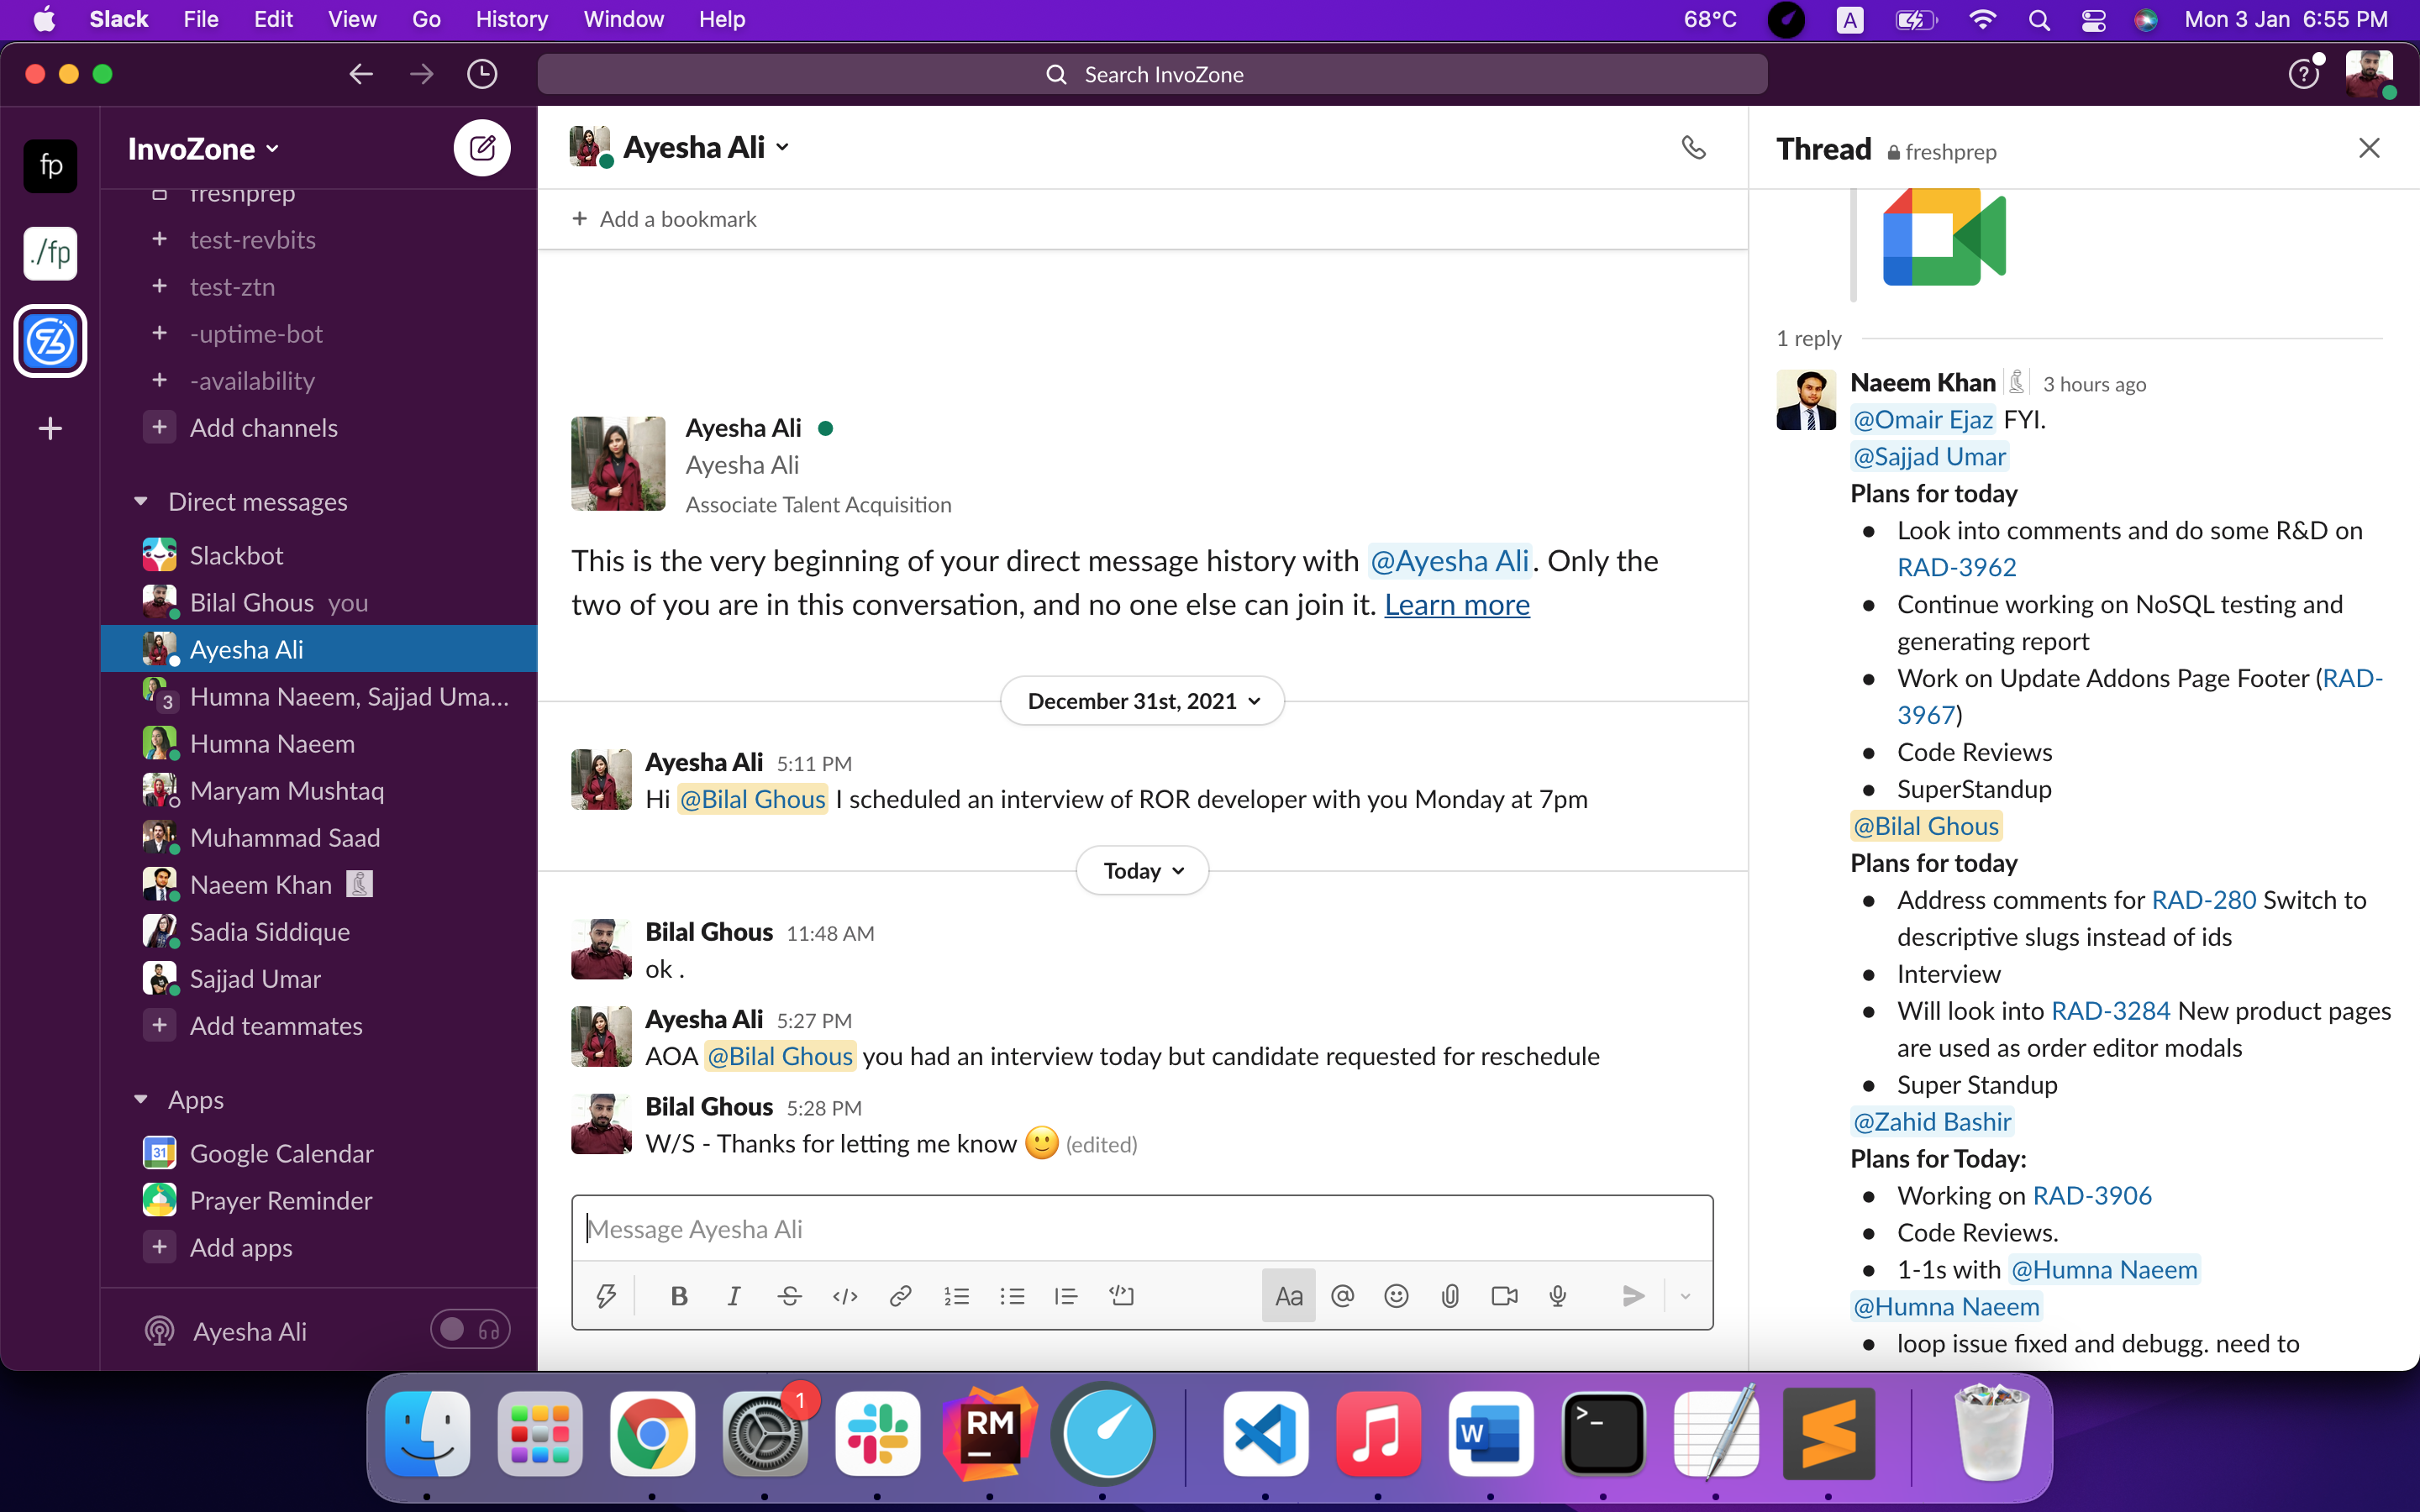 Slack File Edit View Go History Window Help 68°C A Mon 3 Jan 6:55 PM
Search InvoZone
fp
./fp
InvoZone
freshprep
test-revbits
test-ztn
-uptime-bot
-availability
Add channels
Direct messages
Slackbot
Bilal Ghous you
Ayesha Ali
3 Humna Naeem, Sajjad Uma...
Humna Naeem
Maryam Mushtaq
Muhammad Saad
Naeem Khan
Sadia Siddique
Sajjad Umar
Add teammates
Apps
31 Google Calendar
Prayer Reminder
Add apps
Ayesha Ali
Ayesha Ali
Add a bookmark
Ayesha Ali
Ayesha Ali
Associate Talent Acquisition
This is the very beginning of your direct message history with @Ayesha Ali. Only the
two of you are in this conversation, and no one else can join it. Learn more
December 31st, 2021
Ayesha Ali 5:11 PM
Hi @Bilal Ghous I scheduled an interview of ROR developer with you Monday at 7pm
Today
Bilal Ghous 11:48 AM
ok .
Ayesha Ali 5:27 PM
AOA @Bilal Ghous you had an interview today but candidate requested for reschedule
Bilal Ghous 5:28 PM
W/S - Thanks for letting me know 🙂 (edited)
Message Ayesha Ali
B I S </> Aa @
Thread freshprep
1 reply
Naeem Khan 3 hours ago
@Omair Ejaz FYI.
@Sajjad Umar
Plans for today
• Look into comments and do some R&D on
RAD-3962
• Continue working on NoSQL testing and
generating report
• Work on Update Addons Page Footer (RAD-
3967)
• Code Reviews
• SuperStandup
@Bilal Ghous
Plans for today
• Address comments for RAD-280 Switch to
descriptive slugs instead of ids
• Interview
• Will look into RAD-3284 New product pages
are used as order editor modals
• Super Standup
@Zahid Bashir
Plans for Today:
• Working on RAD-3906
• Code Reviews.
• 1-1s with @Humna Naeem
@Humna Naeem
• loop issue fixed and debugg. need to
1
RM
W
>_